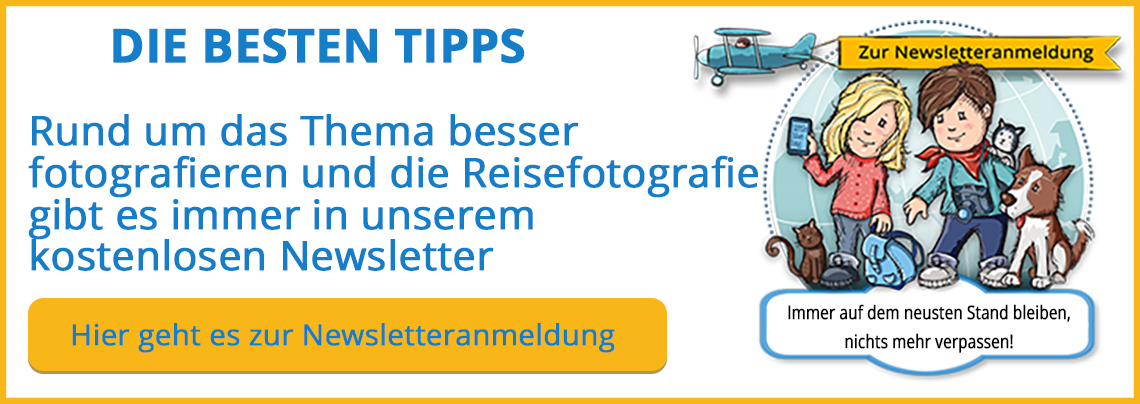 DIE BESTEN TIPPS
Rund um das Thema besser
fotografieren und die Reisefotografie
gibt es immer in unserem
kostenlosen Newsletter
Hier geht es zur Newsletteranmeldung
Zur Newsletteranmeldung
Immer auf dem neusten Stand bleiben,
nichts mehr verpassen!